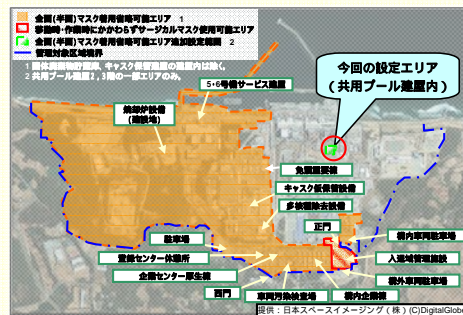 全面(半面)マスク着用省略可能エリア 1
移動時・作業時にかかわらずサージカルマスク使用可能エリア
全面(半面)マスク着用省略可能エリア追加設定範囲 2
管理対象区域境界
1 固体廃棄物貯蔵庫、キャスク保管建屋の建屋内は除く。
2 共用プール建屋2，3階の一部エリアのみ。
今回の設定エリア
（共用プール建屋内）
5・6号機サービス建屋
焼却炉設備
(建設地)
免震重要棟
キャスク仮保管設備
多核種除去設備
正門
構内車両駐車場
駐車場
登録センター休憩所
入退域管理施設
企業センター厚生棟
構外車両駐車場
西門
車両汚染検査場
構内企業棟
提供：日本スペースイメージング（株）(C)DigitalGlobe